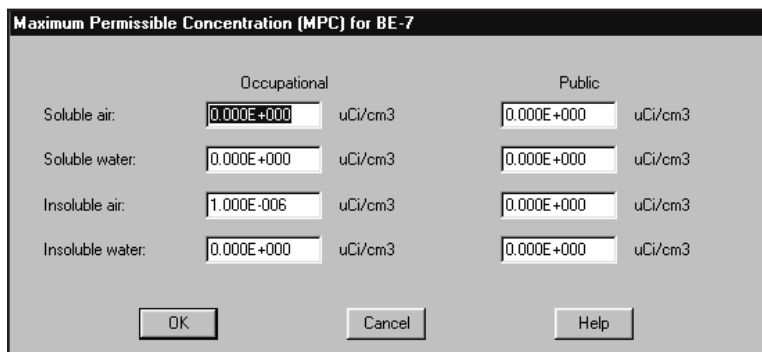 Maximum Permissible Concentration (MPC) for BE-7
Occupational Public
Soluble air: 0.000E+000 uCi/cm3 0.000E+000 uCi/cm3
Soluble water: 0.000E+000 uCi/cm3 0.000E+000 uCi/cm3
Insoluble air: 1.000E-006 uCi/cm3 0.000E+000 uCi/cm3
Insoluble water: 0.000E+000 uCi/cm3 0.000E+000 uCi/cm3
OK Cancel Help